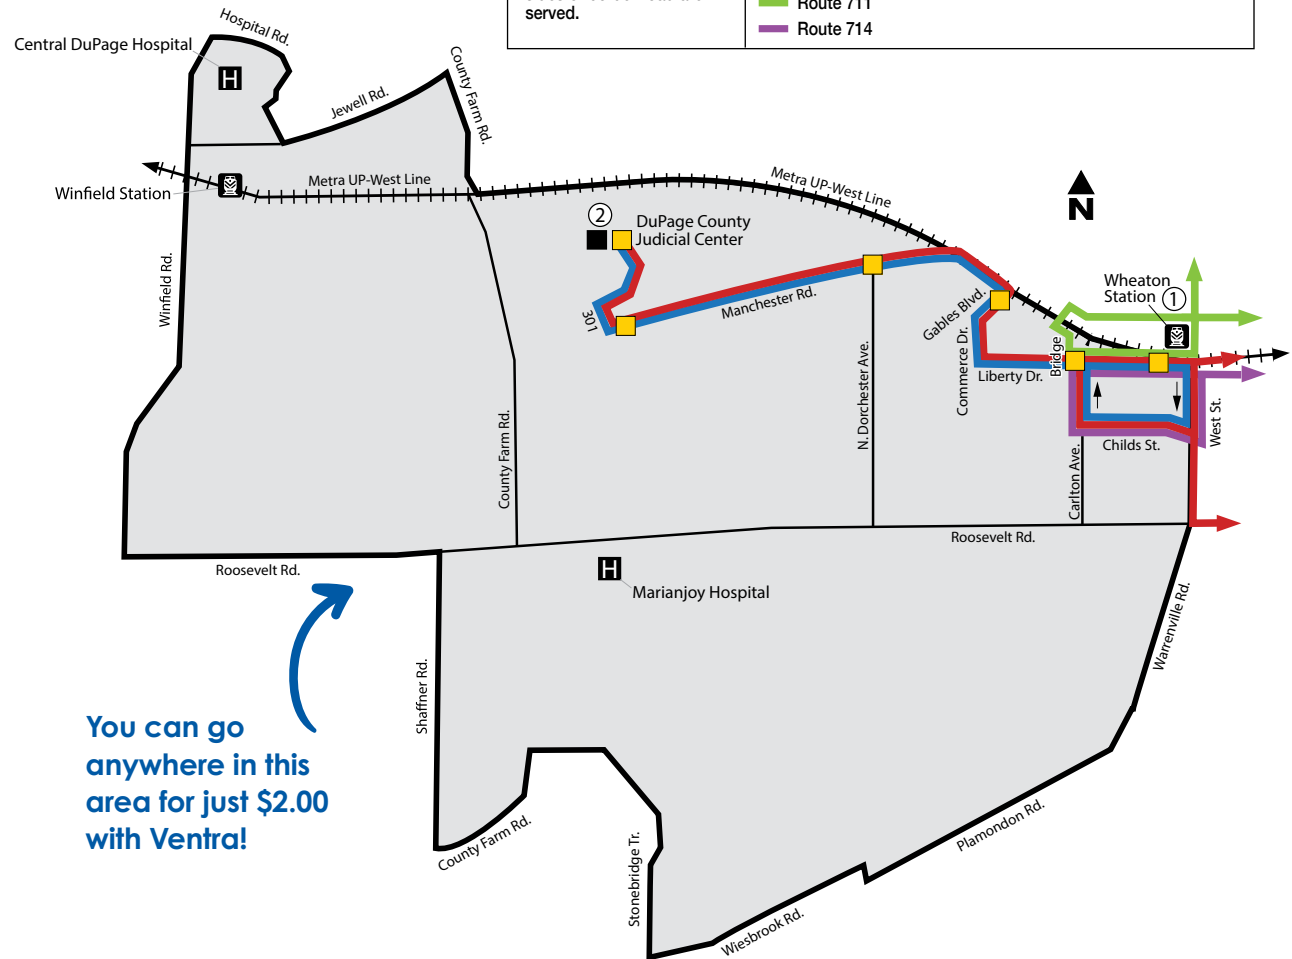 served.
Route 711
Route 714
Hospital Rd.
Central DuPage Hospital
H
Jewell Rd.
County Farm Rd.
Metra UP-West Line
Winfield Station
Metra UP-West Line
N
2
DuPage County
Judicial Center
Wheaton
Station
1
Winfield Rd.
301
Manchester Rd.
Gables Blvd.
Commerce Dr.
Bridge
Liberty Dr.
N. Dorchester Ave.
County Farm Rd.
West St.
Childs St.
Carlton Ave.
Roosevelt Rd.
Roosevelt Rd.
H
Marianjoy Hospital
Warrenville Rd.
Shaffner Rd.
You can go
anywhere in this
area for just $2.00
with Ventra!
County Farm Rd.
Stonebridge Tr.
Plamondon Rd.
Wiesbrook Rd.